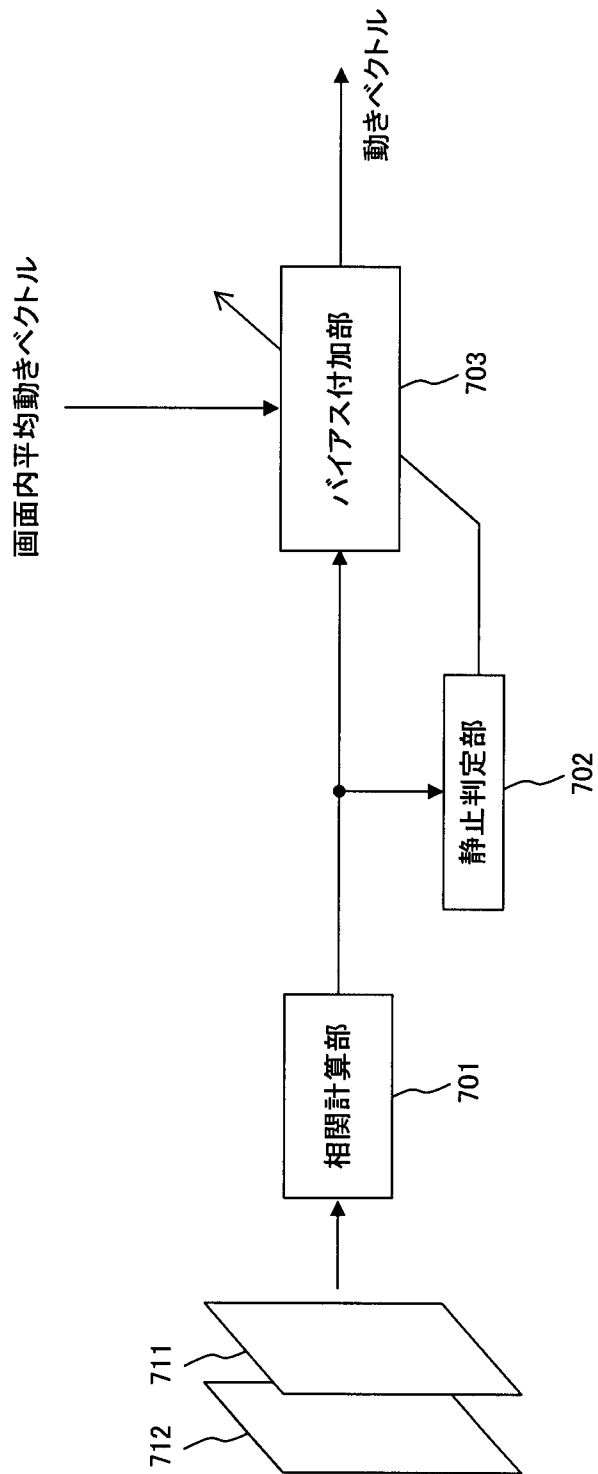 画面内平均動きベクトル
動きベクトル
バイアス付加部
703
静止判定部
702
相関計算部
701
711
712